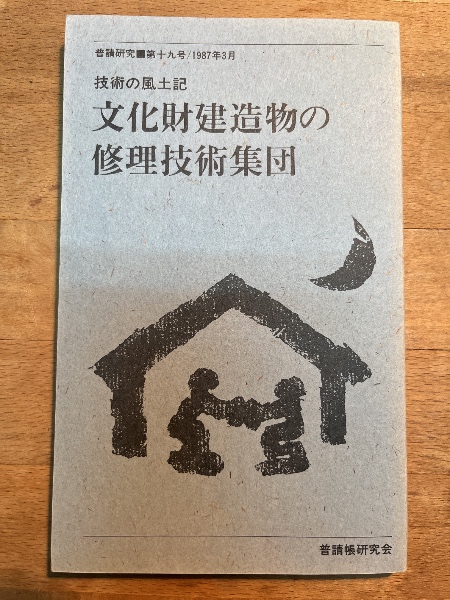 普請研究■第十九号/1987年3月
技術の風土記
文化財建造物の
修理技術集団
普請帳研究会